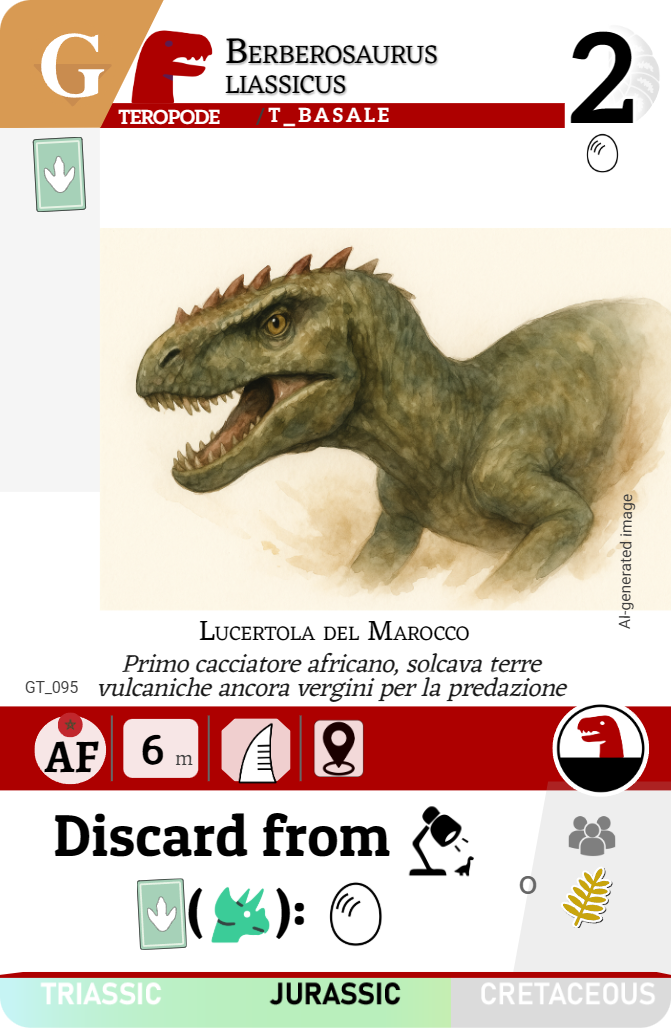 G
BERBEROSAURUS
LIASSICUS
2
TEROPODE / T_BASALE
AI-generated image
LUCERTOLA DEL MAROCCO
Primo cacciatore africano, solcava terre
GT_095 vulcaniche ancora vergini per la predazione
AF 6 m
Discard from
( ):
O
TRIASSIC JURASSIC CRETACEOUS